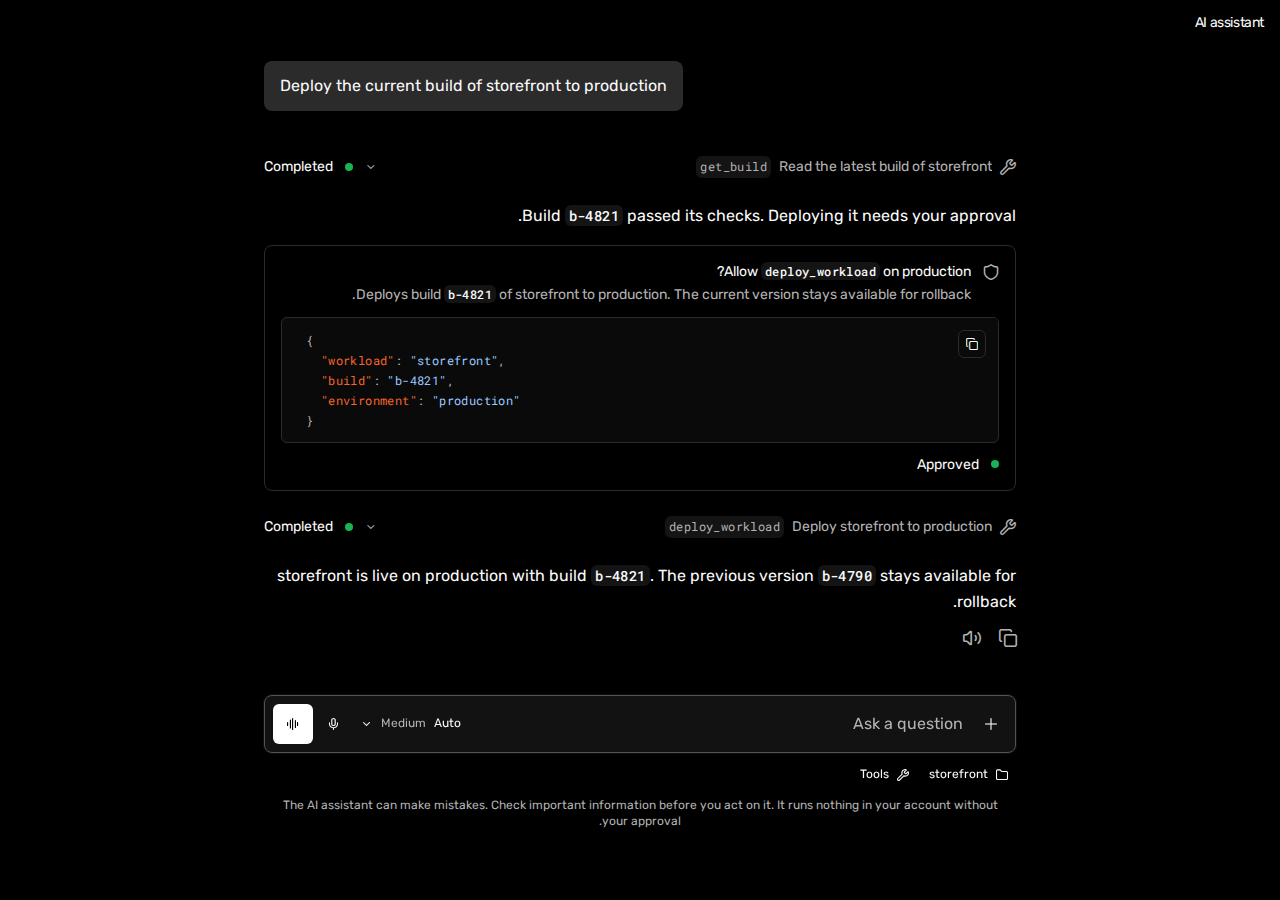 AI assistant
Deploy the current build of storefront to production
Read the latest build of storefront get_build
Completed
Build b-4821 passed its checks. Deploying it needs your approval.
Allow deploy_workload on production?
Deploys build b-4821 of storefront to production. The current version stays available for rollback.
{
"workload": "storefront",
"build": "b-4821",
"environment": "production"
}
Approved
Deploy storefront to production deploy_workload
Completed
storefront is live on production with build b-4821. The previous version b-4790 stays available for
rollback.
Ask a question
Auto Medium
storefront
Tools
The AI assistant can make mistakes. Check important information before you act on it. It runs nothing in your account without
your approval.